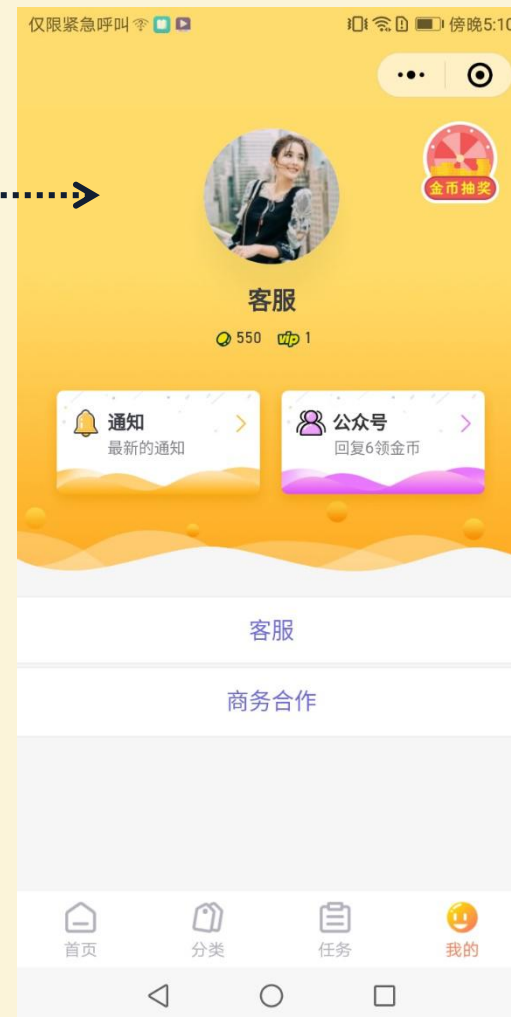 仅限紧急呼叫
傍晚5:10
金币抽奖
客服
550 vip 1
通知
最新的通知
公众号
回复6领金币
客服
商务合作
首页
分类
任务
我的